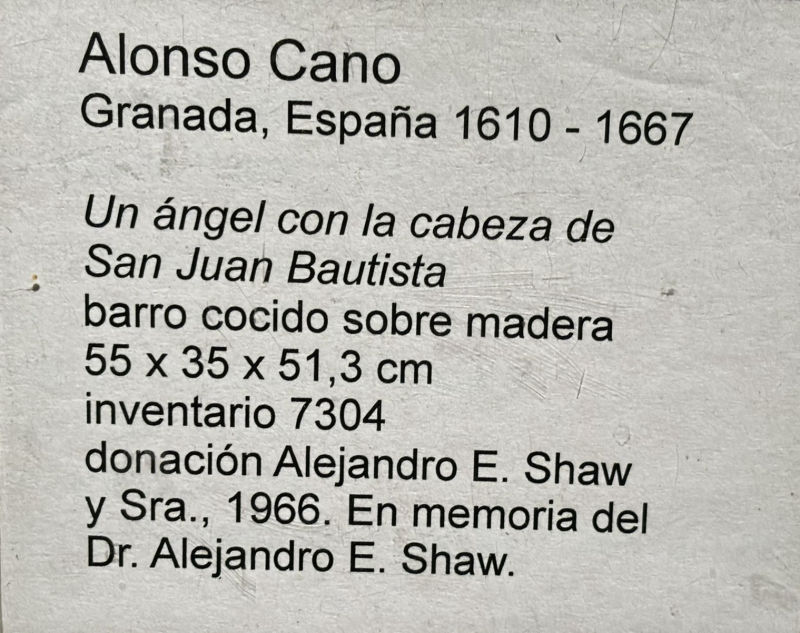 Alonso Cano
Granada, España 1610 - 1667
Un ángel con la cabeza de
San Juan Bautista
barro cocido sobre madera
55 x 35 x 51,3 cm
inventario 7304
donación Alejandro E. Shaw
y Sra., 1966. En memoria del
Dr. Alejandro E. Shaw.